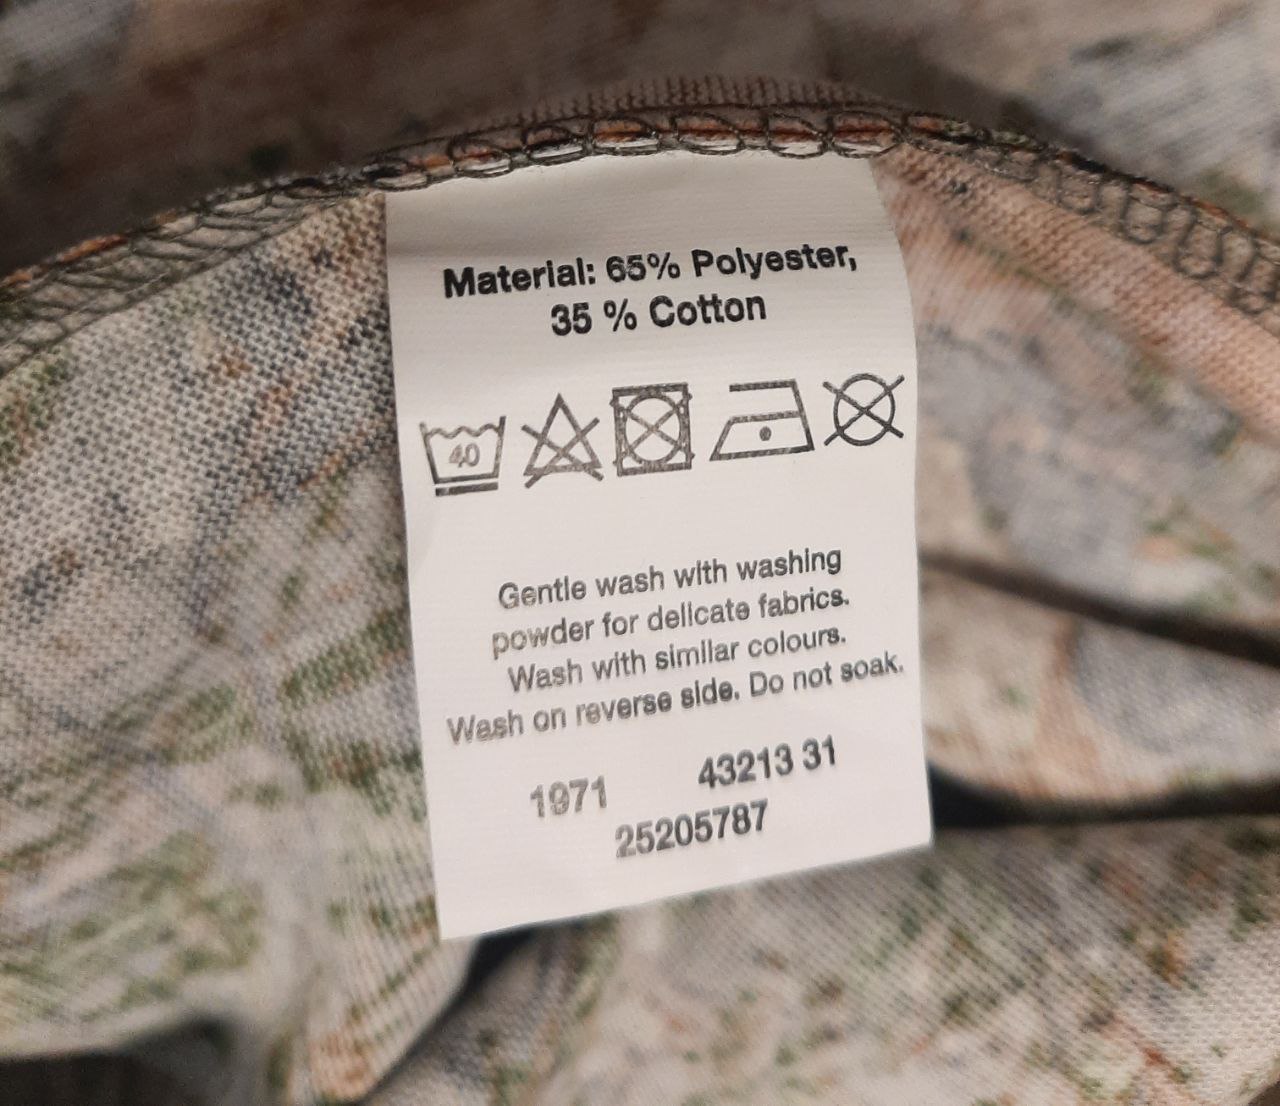 Material: 65% Polyester,
35 % Cotton
40
Gentle wash with washing
powder for delicate fabrics.
Wash with similar colours.
Wash on reverse side. Do not soak.
1971 43213 31
25205787